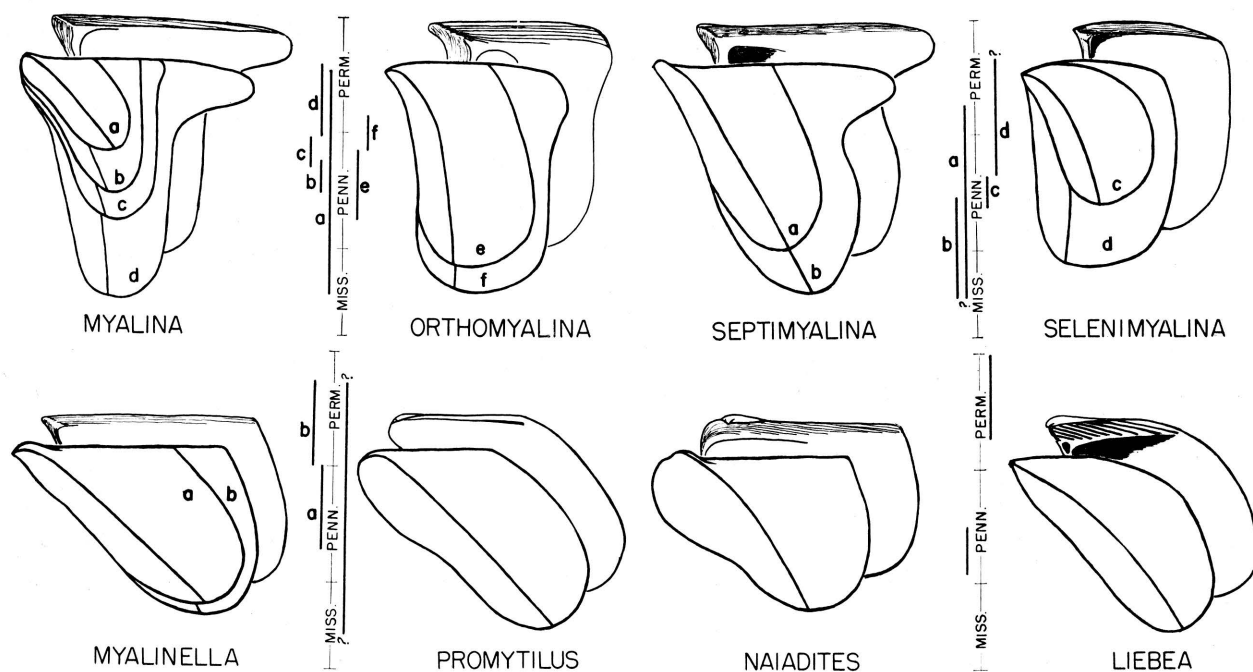 a
b
c
d
d
c
b
a
f
e
PERM.
PENN.
MISS.
e
f
a
b
?
a
b
?
PERM.
PENN.
MISS.
d
c
c
d
MYALINA
ORTHOMYALINA
SEPTIMYALINA
SELENIMYALINA
a
b
b
a
?
?
PERM.
PENN.
MISS.
PERM.
PENN.
MISS.
MYALINELLA
PROMYTILUS
NAIADITES
LIEBEA